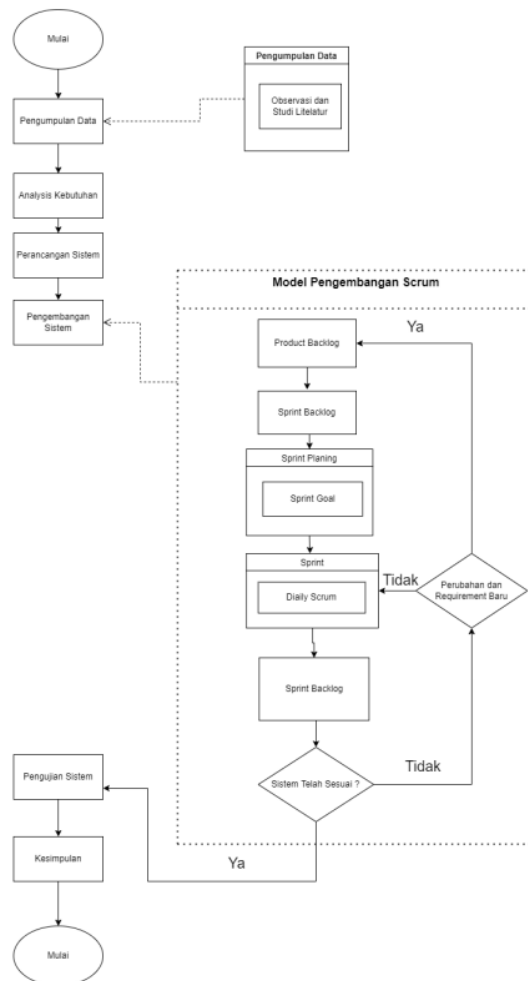 Mulai
Pengumpulan Data
Pengumpulan Data
Observasi dan
Studi Litelatur
Analysis Kebutuhan
Perancangan Sistem
Pengembangan
Sistem
Model Pengembangan Scrum
Product Backlog
Ya
Sprint Backlog
Sprint Planing
Sprint Goal
Sprint
Diaily Scrum
Tidak
Perubahan dan
Requirement Baru
Sprint Backlog
Sistem Telah Sesuai ?
Tidak
Ya
Pengujian Sistem
Kesimpulan
Mulai